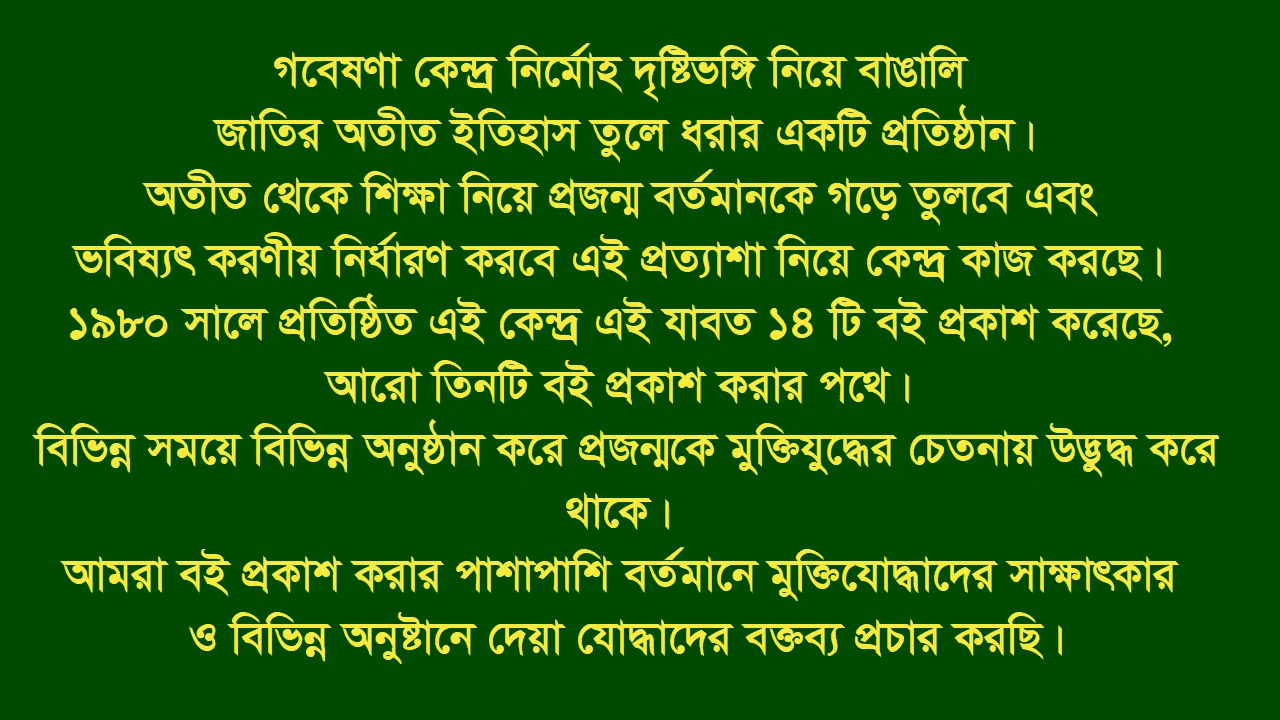 গবেষণা কেন্দ্র নির্মোহ দৃষ্টিভঙ্গি নিয়ে বাঙালি
জাতির অতীত ইতিহাস তুলে ধরার একটি প্রতিষ্ঠান।
অতীত থেকে শিক্ষা নিয়ে প্রজন্ম বর্তমানকে গড়ে তুলবে এবং
ভবিষ্যৎ করণীয় নির্ধারণ করবে এই প্রত্যাশা নিয়ে কেন্দ্র কাজ করছে।
১৯৮০ সালে প্রতিষ্ঠিত এই কেন্দ্র এই যাবত ১৪ টি বই প্রকাশ করেছে,
আরো তিনটি বই প্রকাশ করার পথে।
বিভিন্ন সময়ে বিভিন্ন অনুষ্ঠান করে প্রজন্মকে মুক্তিযুদ্ধের চেতনায় উদ্ভুদ্ধ করে
থাকে।
আমরা বই প্রকাশ করার পাশাপাশি বর্তমানে মুক্তিযোদ্ধাদের সাক্ষাৎকার
ও বিভিন্ন অনুষ্টানে দেয়া যোদ্ধাদের বক্তব্য প্রচার করছি।